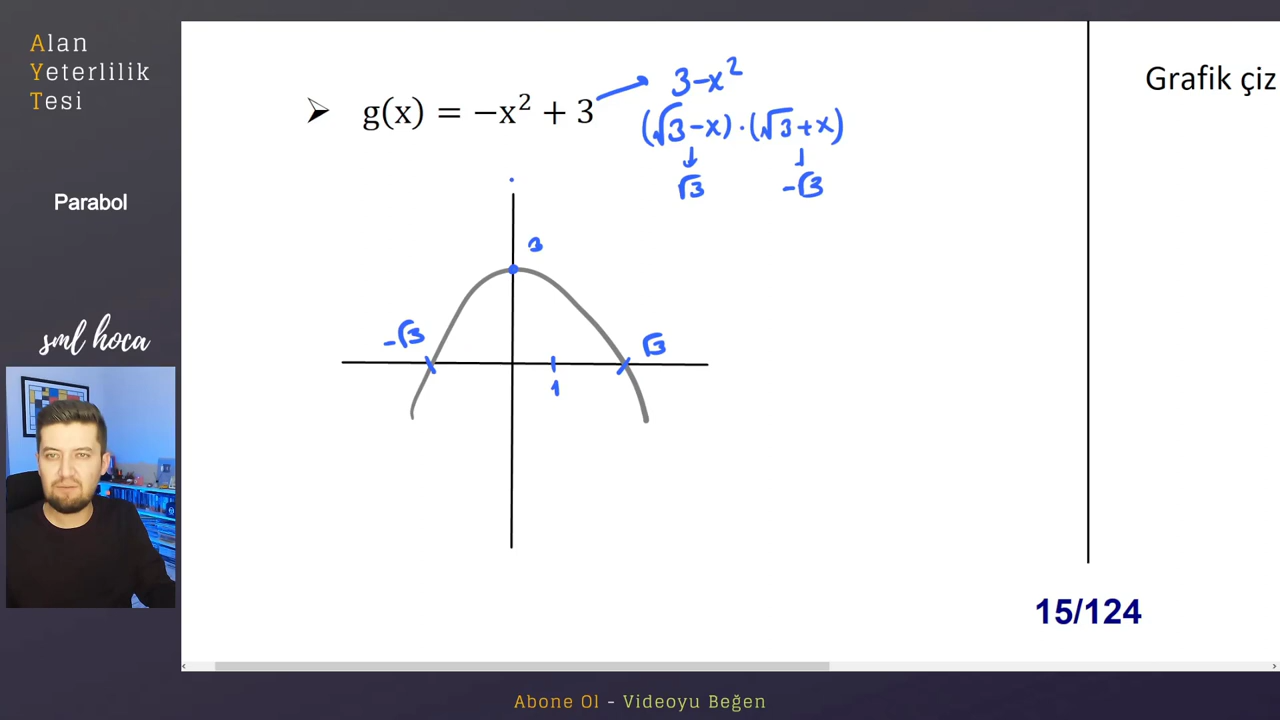 Alan
Yeterlilik
Tesi
Parabol
sml hoca
➢ g(x) = −x² + 3
3-x²
(√3-x)·(√3+x)
√3
-√3
3
-√3
√3
1
Grafik çiz
15/124
Abone Ol - Videoyu Beğen